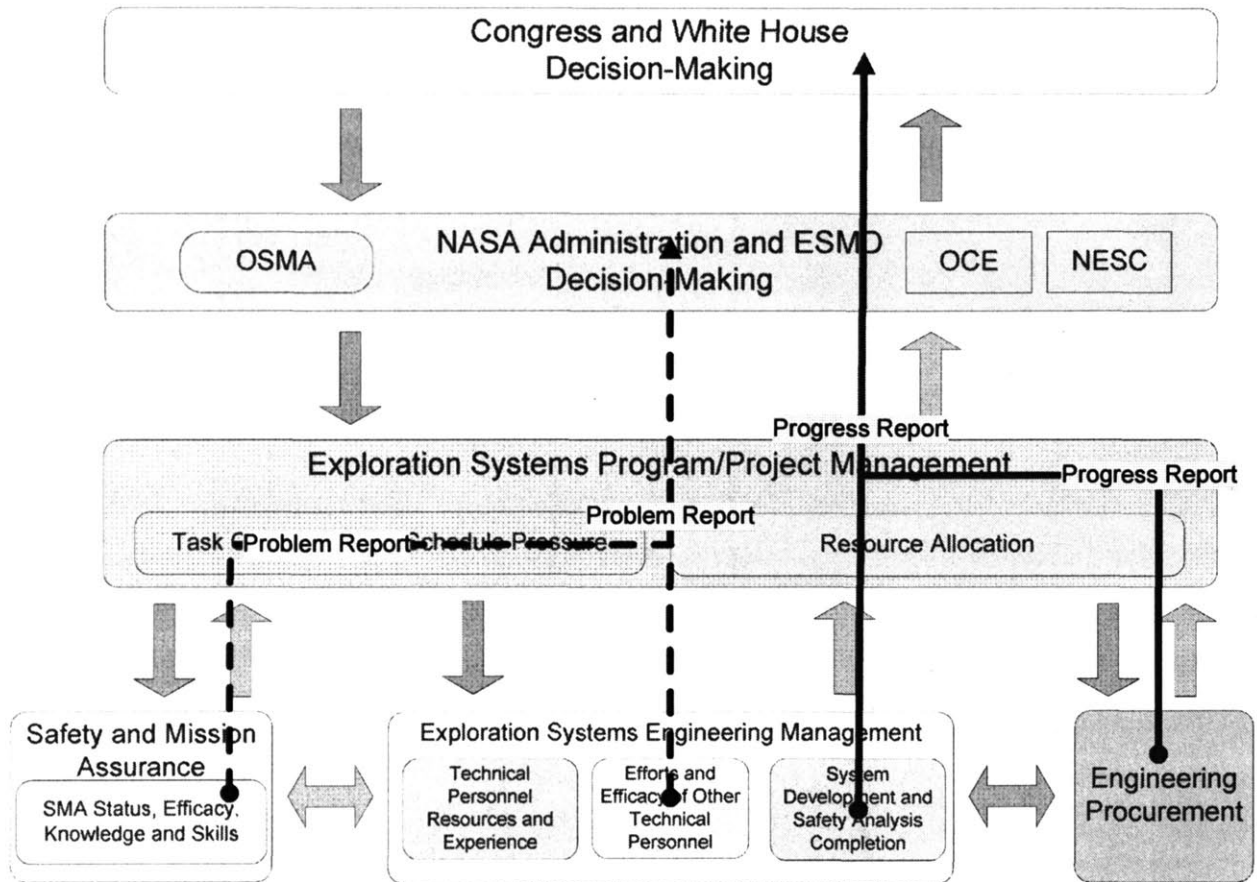 Congress and White House
Decision-Making
NASA Administration and ESMD
Decision-Making
OSMA
OCE
NESC
Progress Report
Exploration Systems Program/Project Management
Progress Report
Problem Report
Task
Problem Report
Schedule Pressure
Resource Allocation
Safety and Mission
Assurance
SMA Status, Efficacy,
Knowledge and Skills
Exploration Systems Engineering Management
Technical
Personnel
Resources and
Experience
Efforts and
Efficacy of Other
Technical
Personnel
System
Development and
Safety Analysis
Completion
Engineering
Procurement